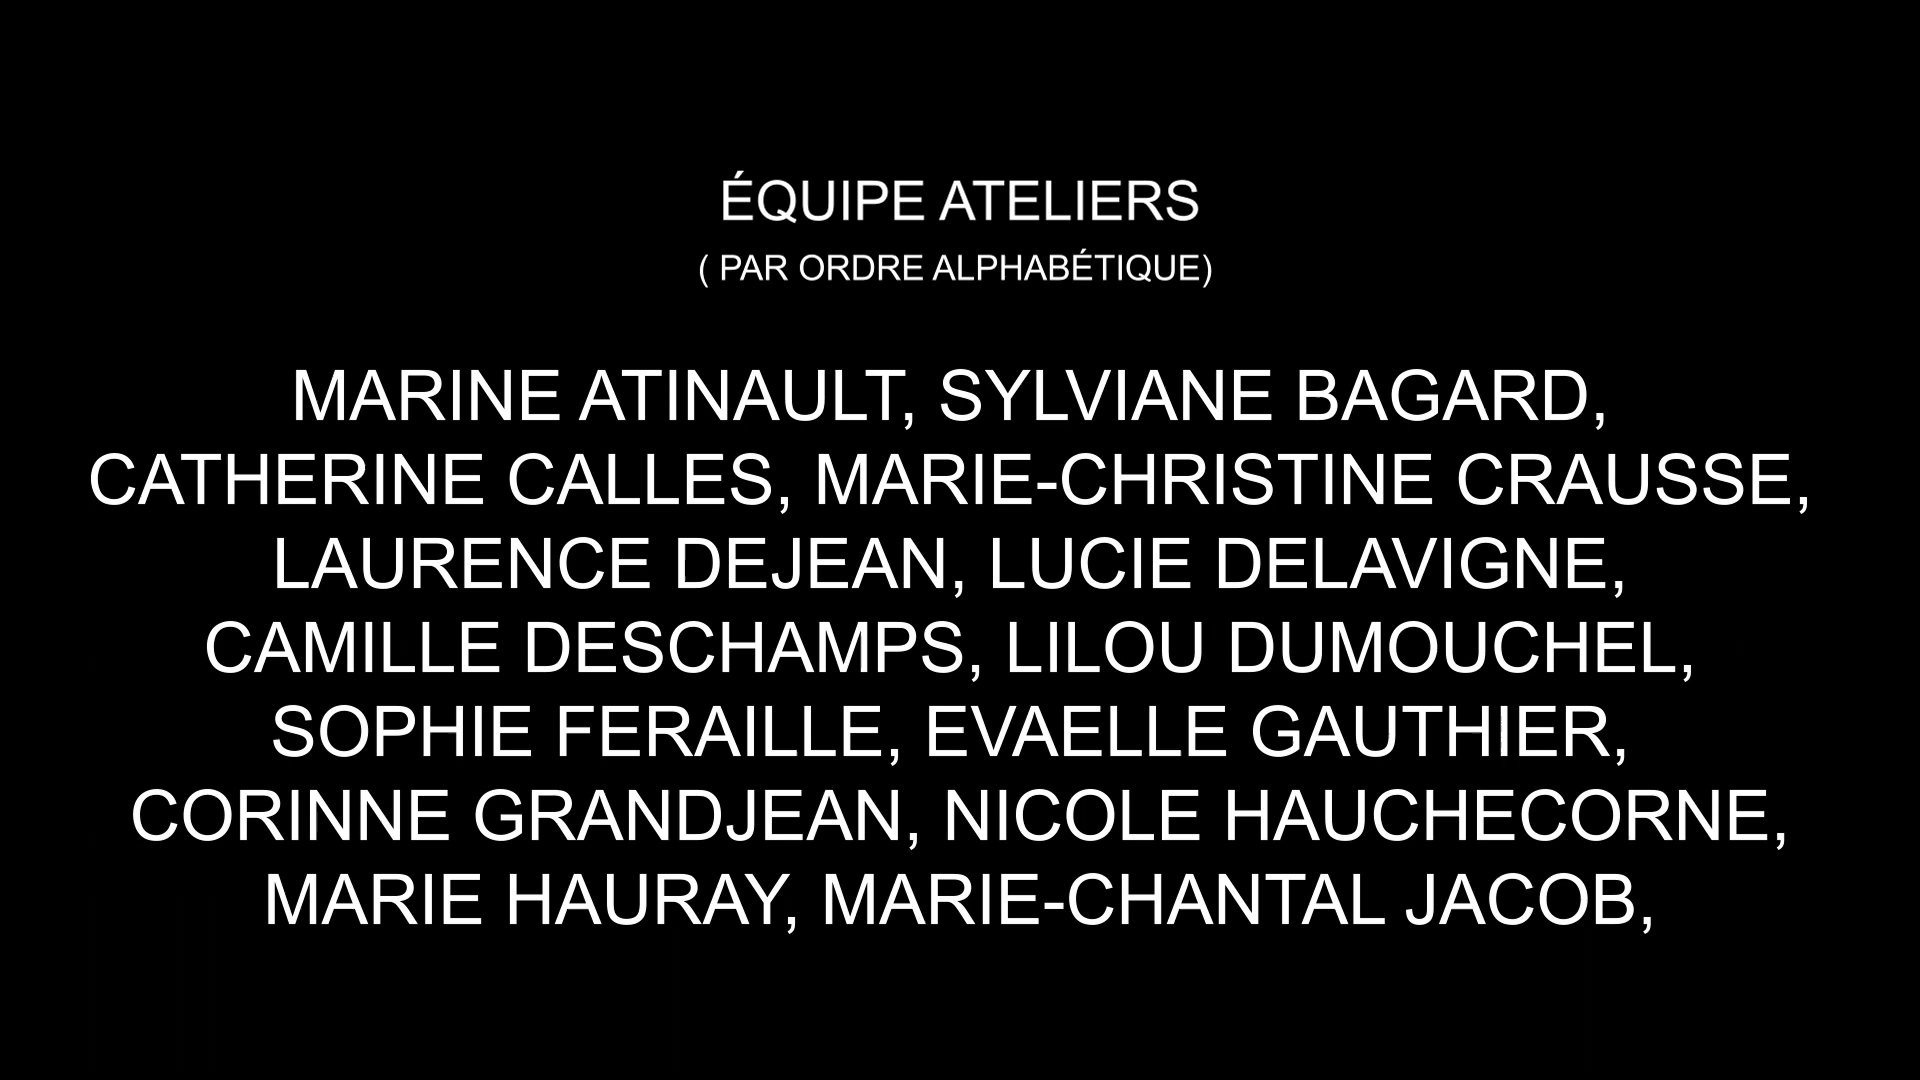 ÉQUIPE ATELIERS
( PAR ORDRE ALPHABÉTIQUE)
MARINE ATINAULT, SYLVIANE BAGARD,
CATHERINE CALLES, MARIE-CHRISTINE CRAUSSE,
LAURENCE DEJEAN, LUCIE DELAVIGNE,
CAMILLE DESCHAMPS, LILOU DUMOUCHEL,
SOPHIE FERAILLE, EVAELLE GAUTHIER,
CORINNE GRANDJEAN, NICOLE HAUCHECORNE,
MARIE HAURAY, MARIE-CHANTAL JACOB,